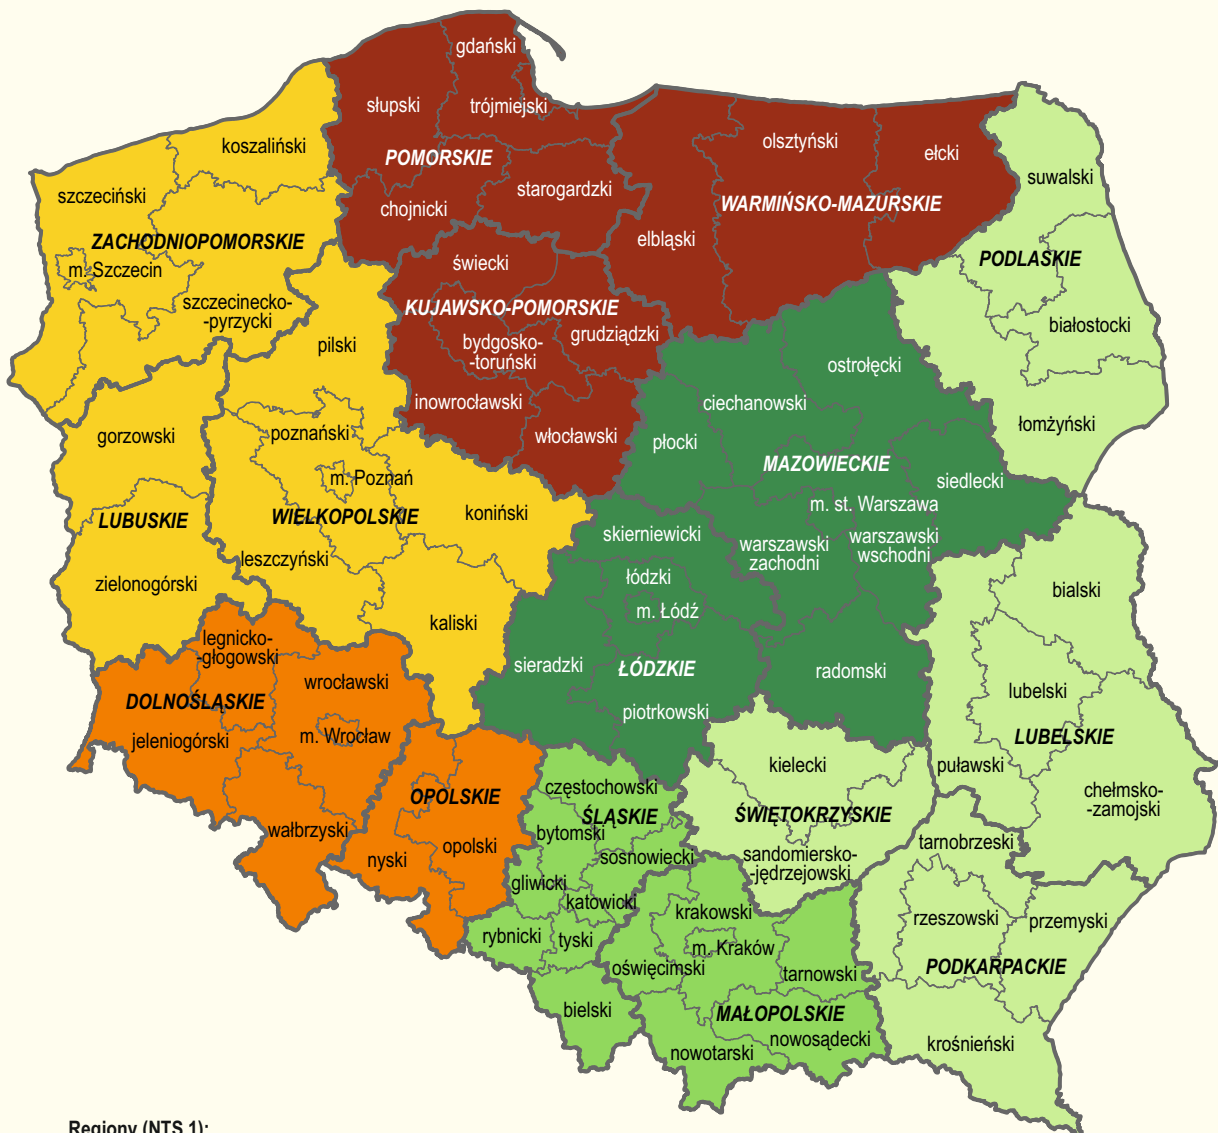 gdański
słupski
trójmiejski
POMORSKIE
starogardzki
chojnicki
koszaliński
szczeciński
ZACHODNIOPOMORSKIE
m. Szczecin
szczecinecko-
-pyrzycki
olsztyński
ełcki
WARMIŃSKO-MAZURSKIE
elbląski
suwalski
PODLASKIE
białostocki
łomżyński
świecki
KUJAWSKO-POMORSKIE
grudziądzki
bydgosko-
-toruński
inowrocławski
włocławski
pilski
poznański
m. Poznań
WIELKOPOLSKIE
koniński
leszczyński
kaliski
gorzowski
LUBUSKIE
zielonogórski
ostrołęcki
ciechanowski
płocki
MAZOWIECKIE
siedlecki
m. st. Warszawa
warszawski
zachodni
warszawski
wschodni
radomski
skierniewicki
łódzki
m. Łódź
sieradzki
ŁÓDZKIE
piotrkowski
legnicko-
-głogowski
wrocławski
DOLNOŚLĄSKIE
jeleniogórski
m. Wrocław
wałbrzyski
OPOLSKIE
nyski
opolski
częstochowski
ŚLĄSKIE
bytomski
sosnowiecki
gliwicki
katowicki
rybnicki
tyski
bielski
kielecki
ŚWIĘTOKRZYSKIE
sandomiersko-
-jędrzejowski
krakowski
m. Kraków
oświęcimski
tarnowski
MAŁOPOLSKIE
nowosądecki
nowotarski
bialski
lubelski
LUBELSKIE
puławski
chełmsko-
-zamojski
tarnobrzeski
rzeszowski
przemyski
PODKARPACKIE
krośnieński
Regiony (NTS 1):